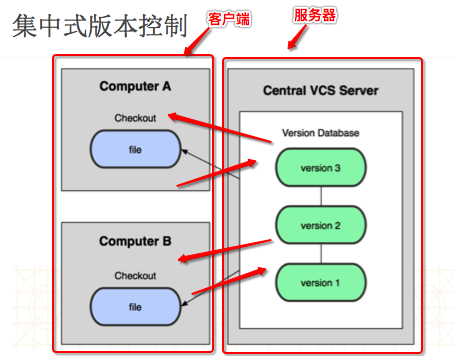 集中式版本控制
客户端
服务器
Computer A
Checkout
file
Computer B
Checkout
file
Central VCS Server
Version Database
version 3
version 2
version 1